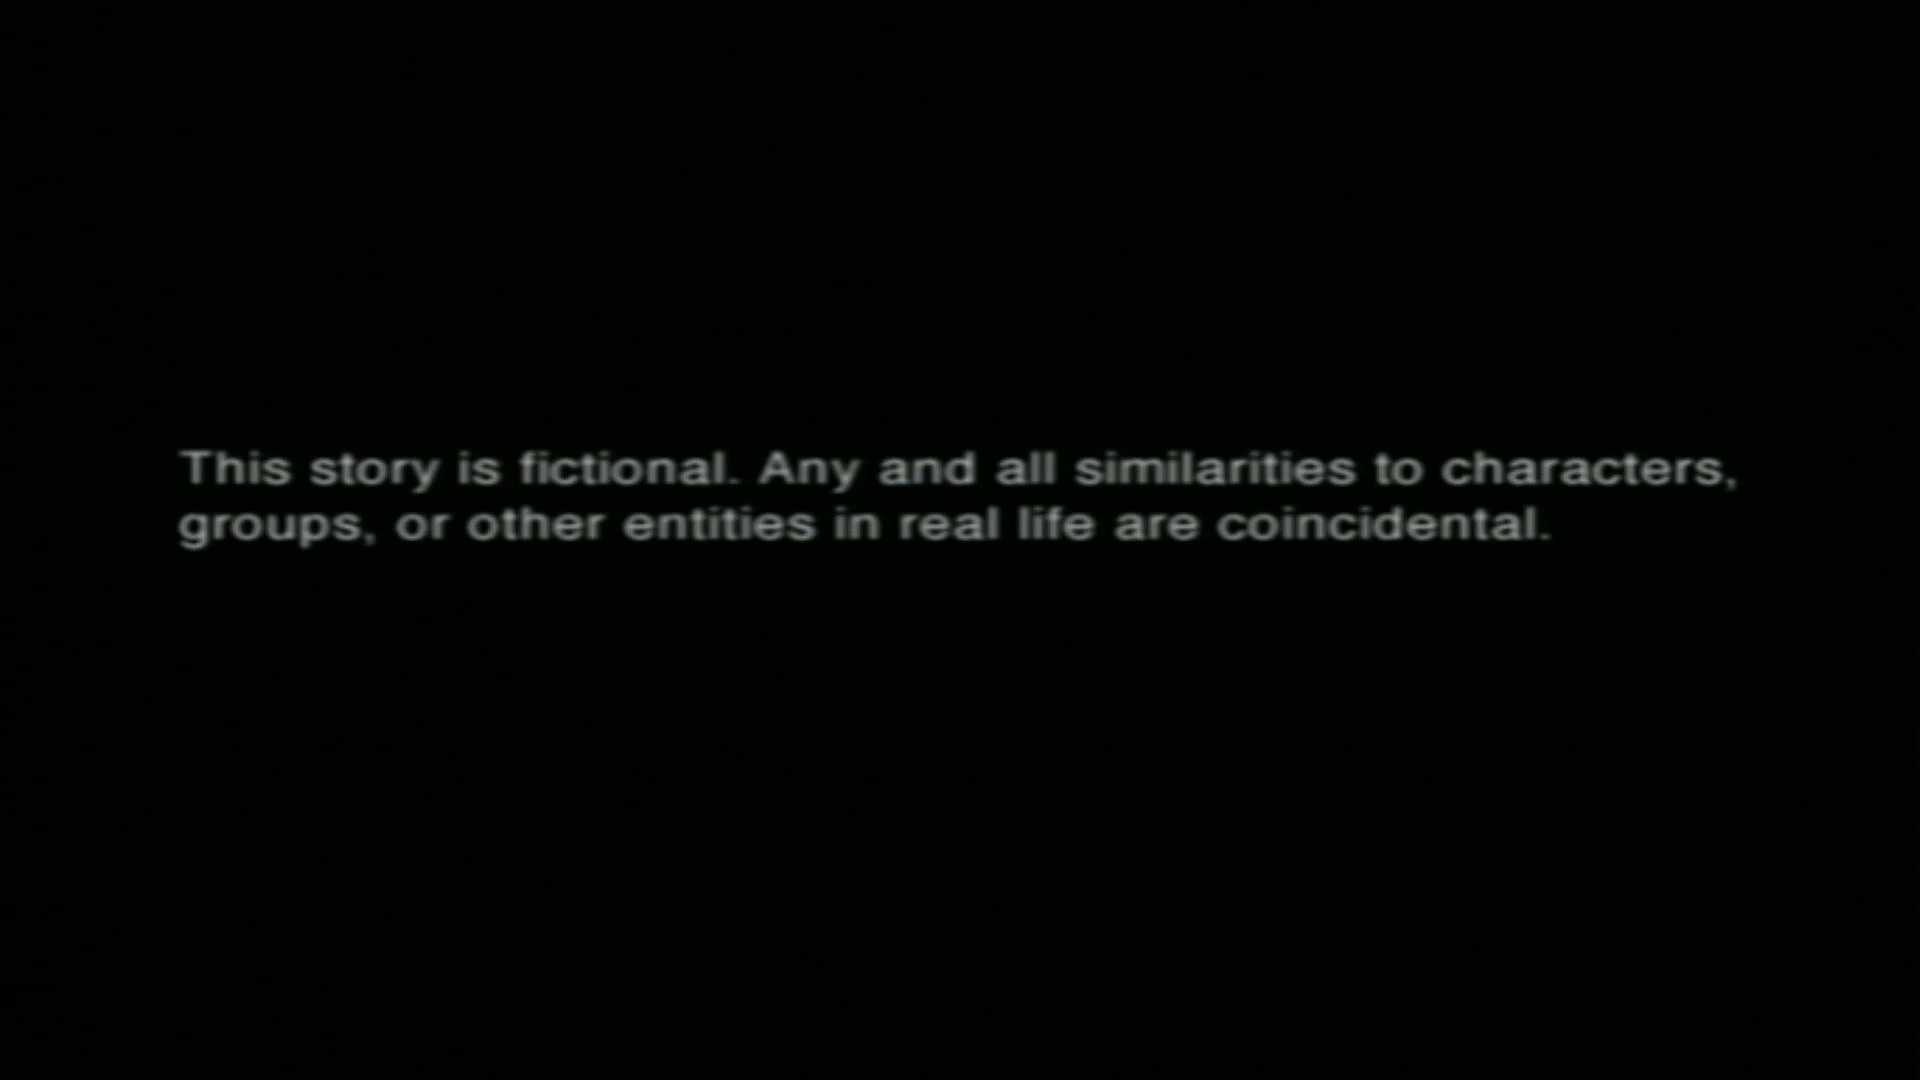 This story is fictional. Any and all similarities to characters,
groups, or other entities in real life are coincidental.